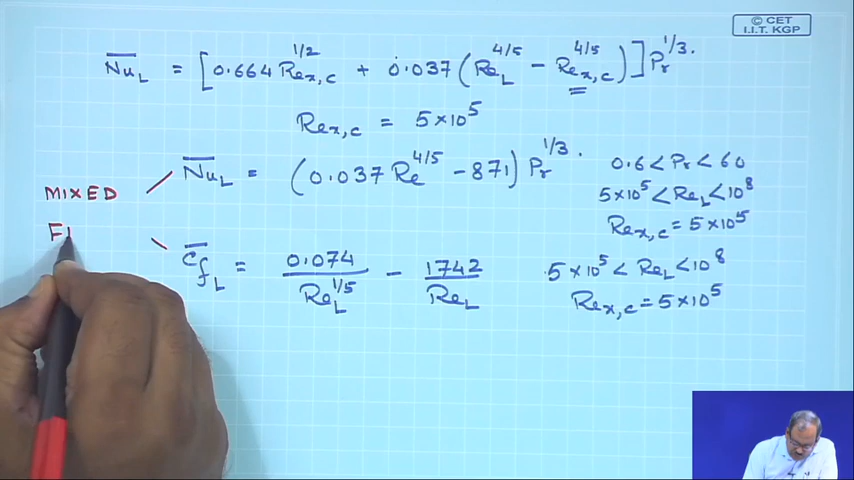 © CET
I.I.T. KGP
Nu_L = [0.664 Re_x,c^1/2 + 0.037 (Re_L^4/5 − Re_x,c^4/5)] Pr^1/3.
Re_x,c = 5×10^5
Nu_L = (0.037 Re^4/5 − 871) Pr^1/3. 0.6 < Pr < 60
5×10^5 < Re_L < 10^8
Re_x,c = 5×10^5
MIXED
C_f_L = 0.074 / Re_L^1/5 − 1742 / Re_L 5×10^5 < Re_L < 10^8
Re_x,c = 5×10^5